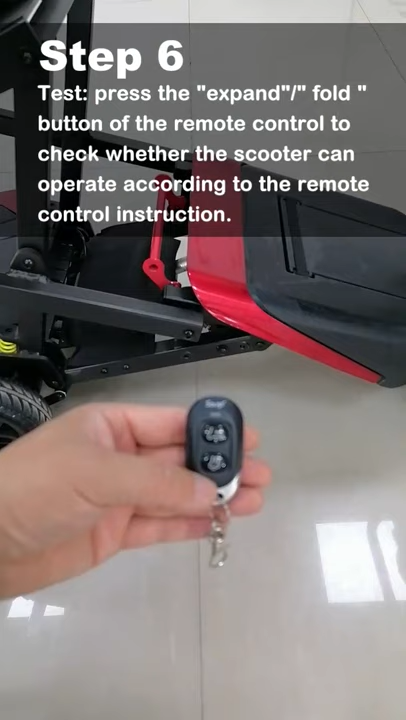 Step 6
Test: press the "expand"/" fold "
button of the remote control to
check whether the scooter can
operate according to the remote
control instruction.